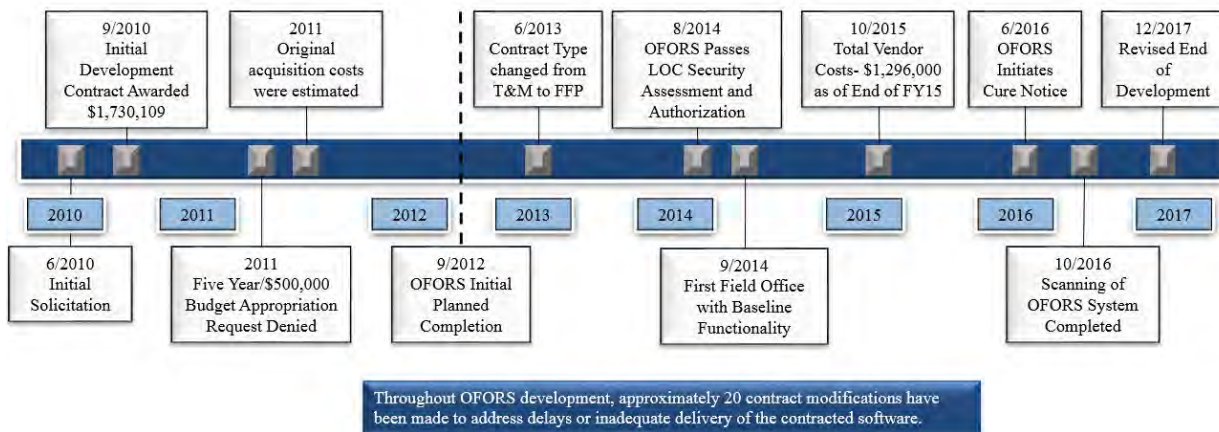 9/2010
Initial
Development
Contract Awarded
$1,730,109
2011
Original
acquisition costs
were estimated
6/2013
Contract Type
changed from
T&M to FFP
8/2014
OFORS Passes
LOC Security
Assessment and
Authorization
10/2015
Total Vendor
Costs- $1,296,000
as of End of FY15
6/2016
OFORS
Initiates
Cure Notice
12/2017
Revised End
of
Development
2010
2011
2012
2013
2014
2015
2016
2017
6/2010
Initial
Solicitation
2011
Five Year/$500,000
Budget Appropriation
Request Denied
9/2012
OFORS Initial
Planned
Completion
9/2014
First Field Office
with Baseline
Functionality
10/2016
Scanning of
OFORS System
Completed
Throughout OFORS development, approximately 20 contract modifications have
been made to address delays or inadequate delivery of the contracted software.